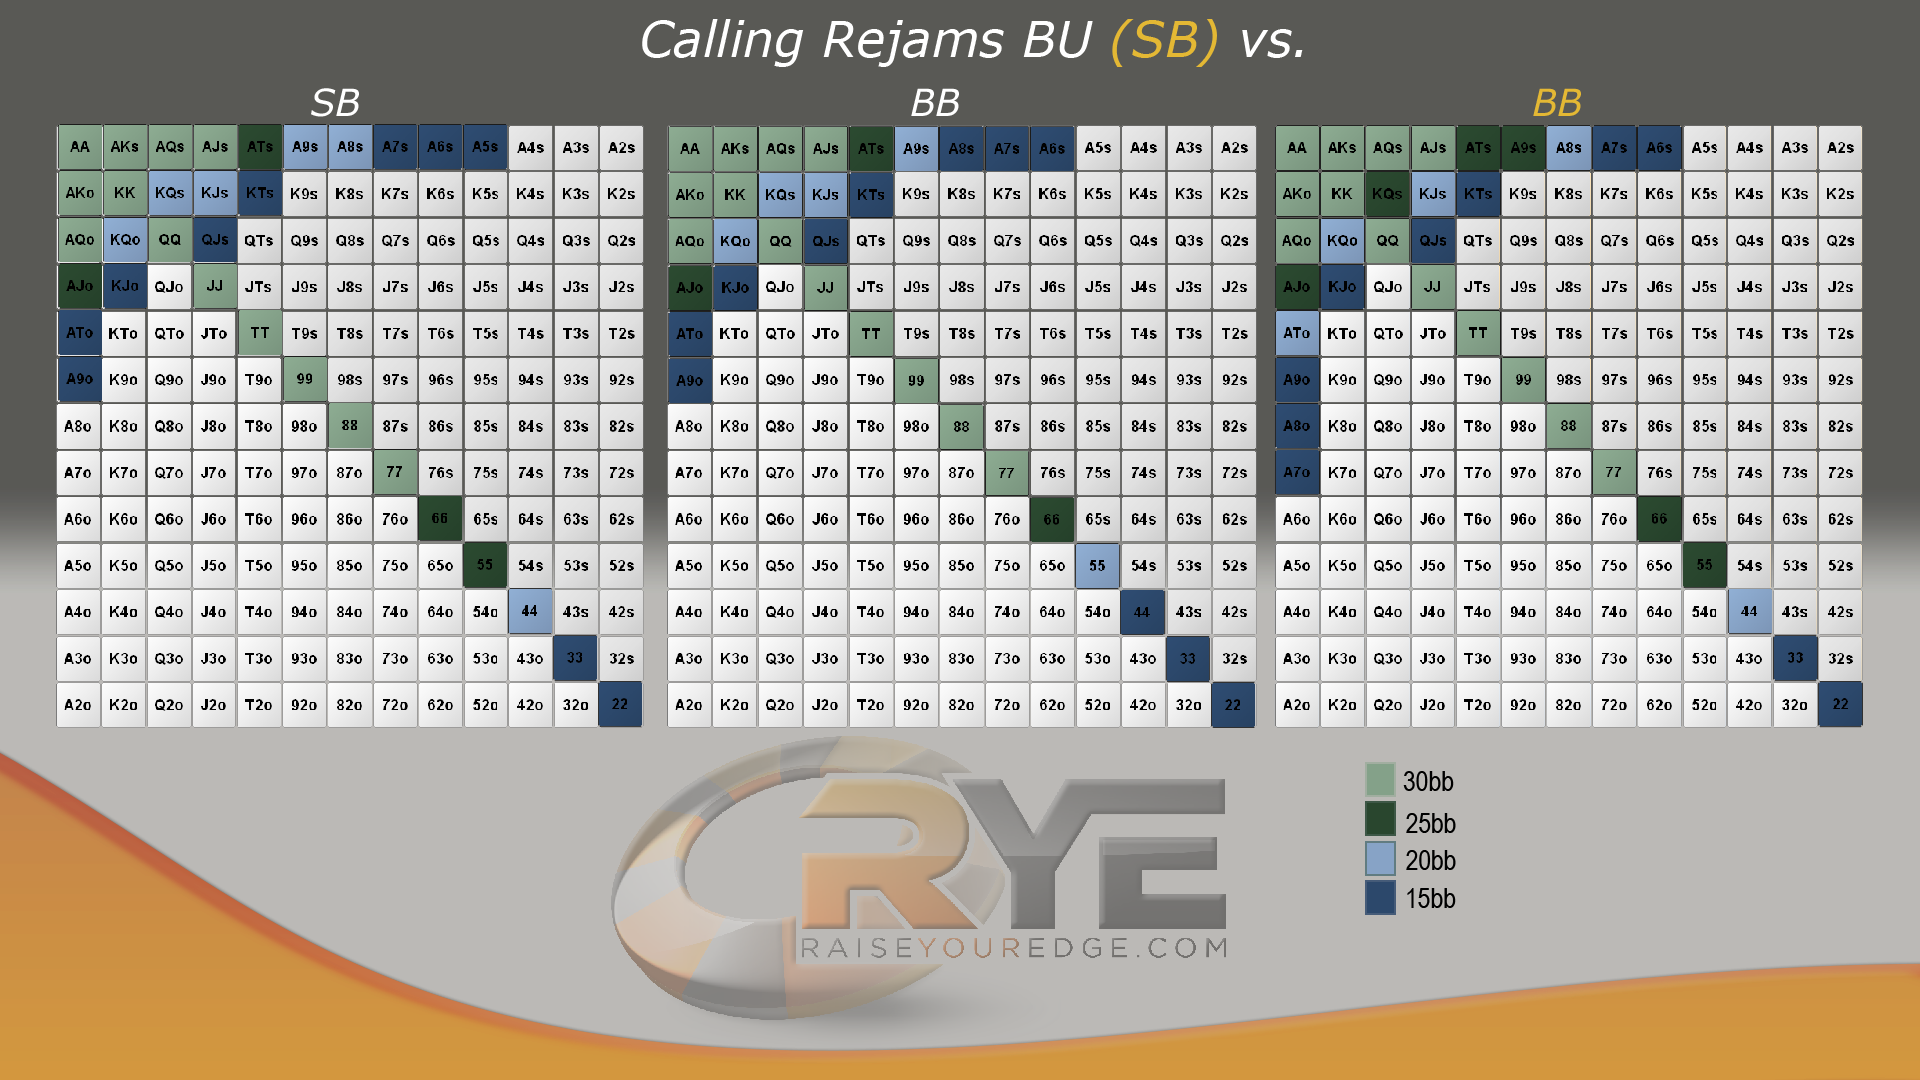 Calling Rejams BU (SB) vs.
SB BB BB
AA AKs AQs AJs ATs A9s A8s A7s A6s A5s A4s A3s A2s AA AKs AQs AJs ATs A9s A8s A7s A6s A5s A4s A3s A2s AA AKs AQs AJs ATs A9s A8s A7s A6s A5s A4s A3s A2s
AKo KK KQs KJs KTs K9s K8s K7s K6s K5s K4s K3s K2s AKo KK KQs KJs KTs K9s K8s K7s K6s K5s K4s K3s K2s AKo KK KQs KJs KTs K9s K8s K7s K6s K5s K4s K3s K2s
AQo KQo QQ QJs QTs Q9s Q8s Q7s Q6s Q5s Q4s Q3s Q2s AQo KQo QQ QJs QTs Q9s Q8s Q7s Q6s Q5s Q4s Q3s Q2s AQo KQo QQ QJs QTs Q9s Q8s Q7s Q6s Q5s Q4s Q3s Q2s
AJo KJo QJo JJ JTs J9s J8s J7s J6s J5s J4s J3s J2s AJo KJo QJo JJ JTs J9s J8s J7s J6s J5s J4s J3s J2s AJo KJo QJo JJ JTs J9s J8s J7s J6s J5s J4s J3s J2s
ATo KTo QTo JTo TT T9s T8s T7s T6s T5s T4s T3s T2s ATo KTo QTo JTo TT T9s T8s T7s T6s T5s T4s T3s T2s ATo KTo QTo JTo TT T9s T8s T7s T6s T5s T4s T3s T2s
A9o K9o Q9o J9o T9o 99 98s 97s 96s 95s 94s 93s 92s A9o K9o Q9o J9o T9o 99 98s 97s 96s 95s 94s 93s 92s A9o K9o Q9o J9o T9o 99 98s 97s 96s 95s 94s 93s 92s
A8o K8o Q8o J8o T8o 98o 88 87s 86s 85s 84s 83s 82s A8o K8o Q8o J8o T8o 98o 88 87s 86s 85s 84s 83s 82s A8o K8o Q8o J8o T8o 98o 88 87s 86s 85s 84s 83s 82s
A7o K7o Q7o J7o T7o 97o 87o 77 76s 75s 74s 73s 72s A7o K7o Q7o J7o T7o 97o 87o 77 76s 75s 74s 73s 72s A7o K7o Q7o J7o T7o 97o 87o 77 76s 75s 74s 73s 72s
A6o K6o Q6o J6o T6o 96o 86o 76o 66 65s 64s 63s 62s A6o K6o Q6o J6o T6o 96o 86o 76o 66 65s 64s 63s 62s A6o K6o Q6o J6o T6o 96o 86o 76o 66 65s 64s 63s 62s
A5o K5o Q5o J5o T5o 95o 85o 75o 65o 55 54s 53s 52s A5o K5o Q5o J5o T5o 95o 85o 75o 65o 55 54s 53s 52s A5o K5o Q5o J5o T5o 95o 85o 75o 65o 55 54s 53s 52s
A4o K4o Q4o J4o T4o 94o 84o 74o 64o 54o 44 43s 42s A4o K4o Q4o J4o T4o 94o 84o 74o 64o 54o 44 43s 42s A4o K4o Q4o J4o T4o 94o 84o 74o 64o 54o 44 43s 42s
A3o K3o Q3o J3o T3o 93o 83o 73o 63o 53o 43o 33 32s A3o K3o Q3o J3o T3o 93o 83o 73o 63o 53o 43o 33 32s A3o K3o Q3o J3o T3o 93o 83o 73o 63o 53o 43o 33 32s
A2o K2o Q2o J2o T2o 92o 82o 72o 62o 52o 42o 32o 22 A2o K2o Q2o J2o T2o 92o 82o 72o 62o 52o 42o 32o 22 A2o K2o Q2o J2o T2o 92o 82o 72o 62o 52o 42o 32o 22
30bb
25bb
20bb
15bb
RYE
RAISEYOUREDGE.COM